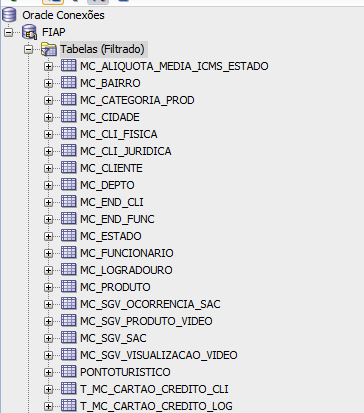 Oracle Conexões
FIAP
Tabelas (Filtrado)
MC_ALIQUOTA_MEDIA_ICMS_ESTADO
MC_BAIRRO
MC_CATEGORIA_PROD
MC_CIDADE
MC_CLI_FISICA
MC_CLI_JURIDICA
MC_CLIENTE
MC_DEPTO
MC_END_CLI
MC_END_FUNC
MC_ESTADO
MC_FUNCIONARIO
MC_LOGRADOURO
MC_PRODUTO
MC_SGV_OCORRENCIA_SAC
MC_SGV_PRODUTO_VIDEO
MC_SGV_SAC
MC_SGV_VISUALIZACAO_VIDEO
PONTOTURISTICO
T_MC_CARTAO_CREDITO_CLI
T_MC_CARTAO_CREDITO_LOG